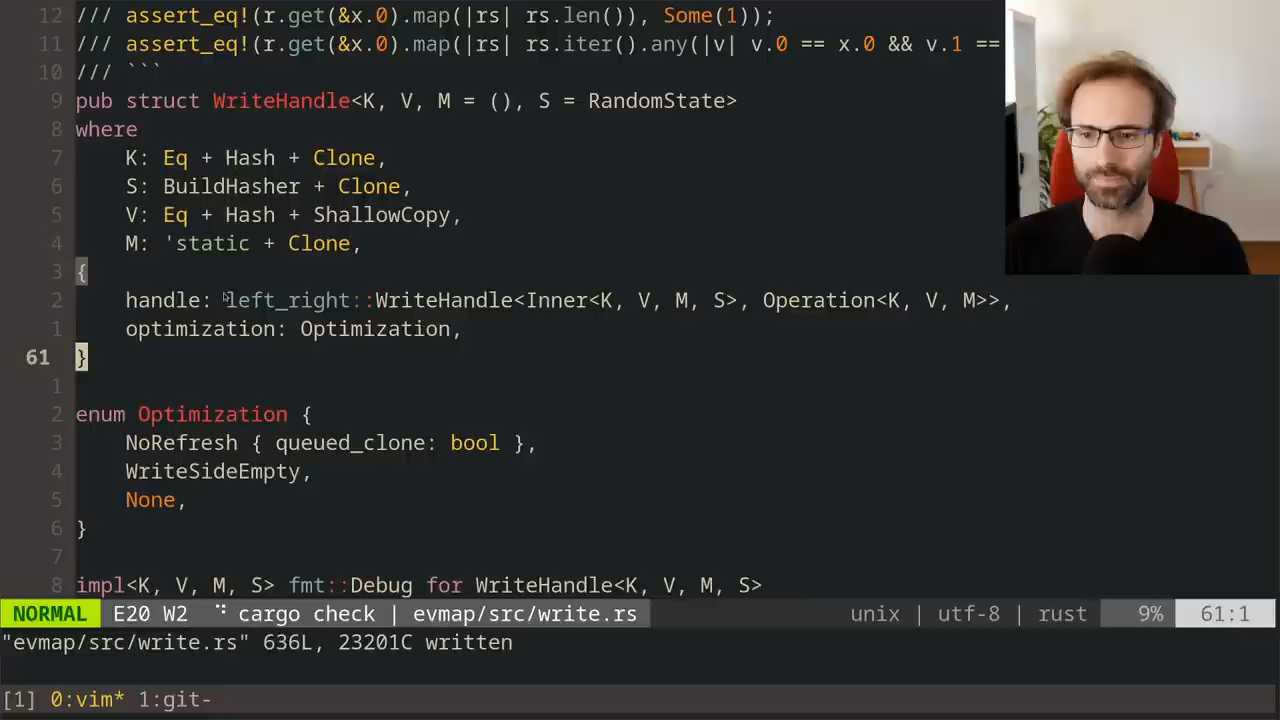 12 /// assert_eq!(r.get(&x.0).map(|rs| rs.len()), Some(1));
11 /// assert_eq!(r.get(&x.0).map(|rs| rs.iter().any(|v| v.0 == x.0 && v.1 ==
10 /// ```
9 pub struct WriteHandle<K, V, M = (), S = RandomState>
8 where
7     K: Eq + Hash + Clone,
6     S: BuildHasher + Clone,
5     V: Eq + Hash + ShallowCopy,
4     M: 'static + Clone,
3 {
2     handle: left_right::WriteHandle<Inner<K, V, M, S>, Operation<K, V, M>>,
1     optimization: Optimization,
61 }
1
2 enum Optimization {
3     NoRefresh { queued_clone: bool },
4     WriteSideEmpty,
5     None,
6 }
7
8 impl<K, V, M, S> fmt::Debug for WriteHandle<K, V, M, S>
NORMAL E20 W2 ⠙ cargo check | evmap/src/write.rs unix | utf-8 | rust 9% 61:1
"evmap/src/write.rs" 636L, 23201C written
[1] 0:vim* 1:git-